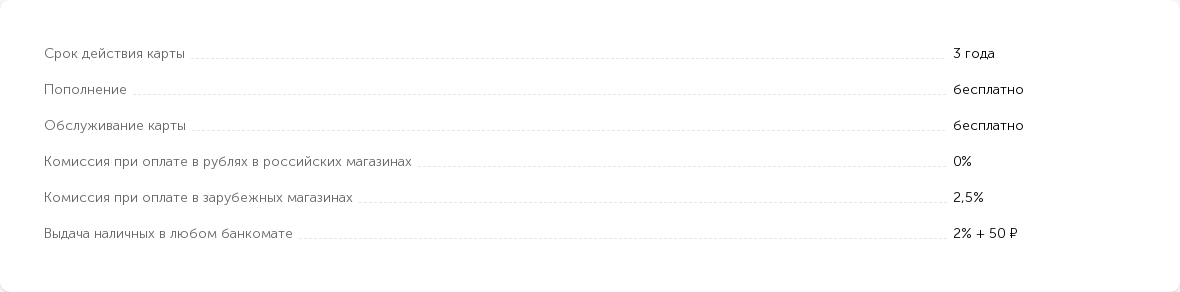 Срок действия карты 3 года
Пополнение бесплатно
Обслуживание карты бесплатно
Комиссия при оплате в рублях в российских магазинах 0%
Комиссия при оплате в зарубежных магазинах 2,5%
Выдача наличных в любом банкомате 2% + 50 ₽